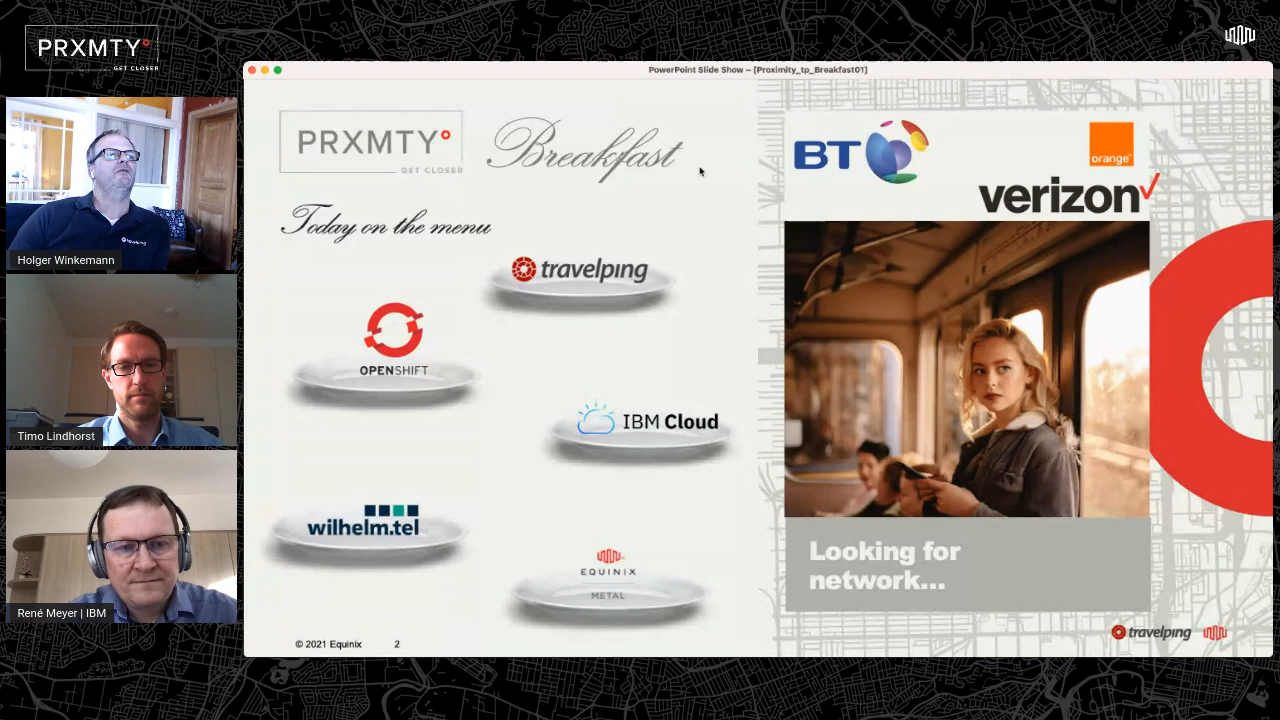 PRXMTY°
GET CLOSER
PowerPoint Slide Show – [Proximity_tp_Breakfast01]
Holger Winkemann
travelping
Timo Lindhorst
René Meyer | IBM
PRXMTY°
GET CLOSER
Breakfast
Today on the menu
travelping
OPENSHIFT
IBM Cloud
wilhelm.tel
EQUINIX
METAL
© 2021 Equinix 2
BT
orange™
verizon✓
Looking for
network...
travelping